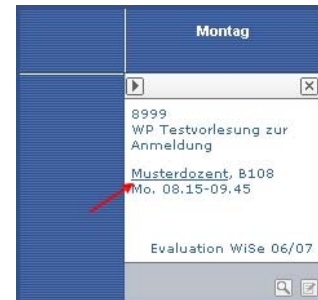 Montag
8999
WP Testvorlesung zur
Anmeldung
Musterdozent, B108
Mo. 08.15-09.45
Evaluation WiSe 06/07